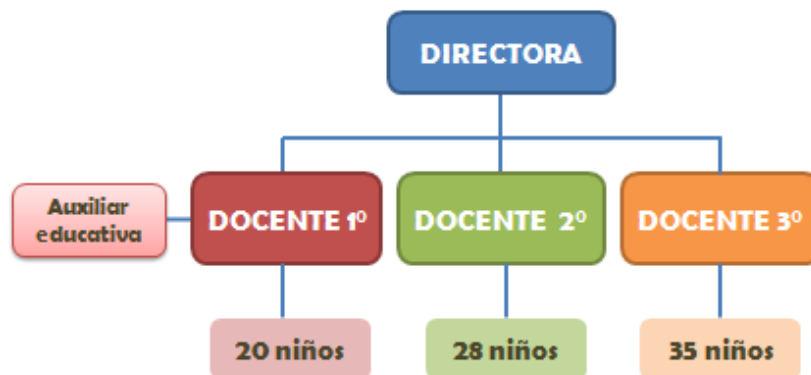 DIRECTORA
Auxiliar
educativa
DOCENTE 1º
DOCENTE 2º
DOCENTE 3º
20 niños
28 niños
35 niños